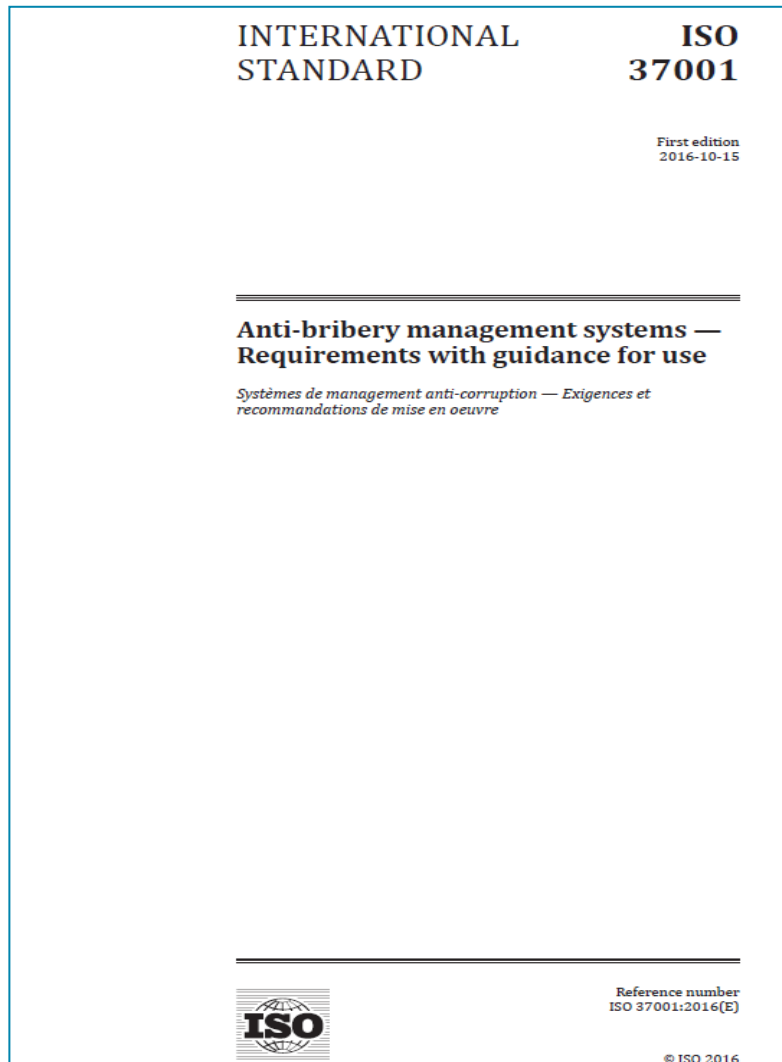 INTERNATIONAL
STANDARD
ISO
37001
First edition
2016-10-15
Anti-bribery management systems —
Requirements with guidance for use
Systèmes de management anti-corruption — Exigences et
recommandations de mise en oeuvre
ISO
Reference number
ISO 37001:2016(E)
© ISO 2016